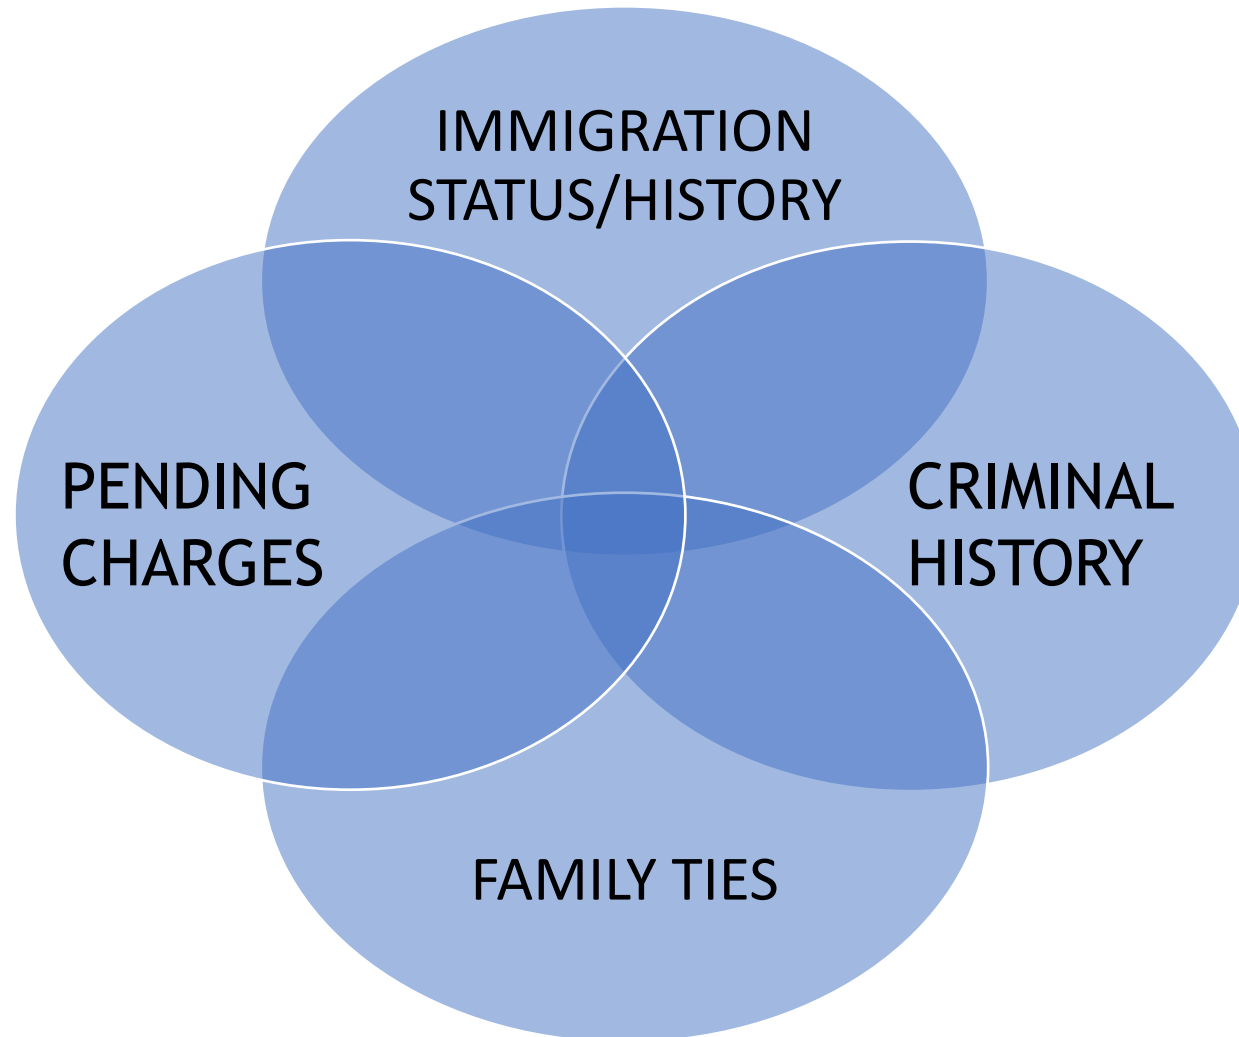 IMMIGRATION
STATUS/HISTORY
PENDING
CHARGES
CRIMINAL
HISTORY
FAMILY TIES